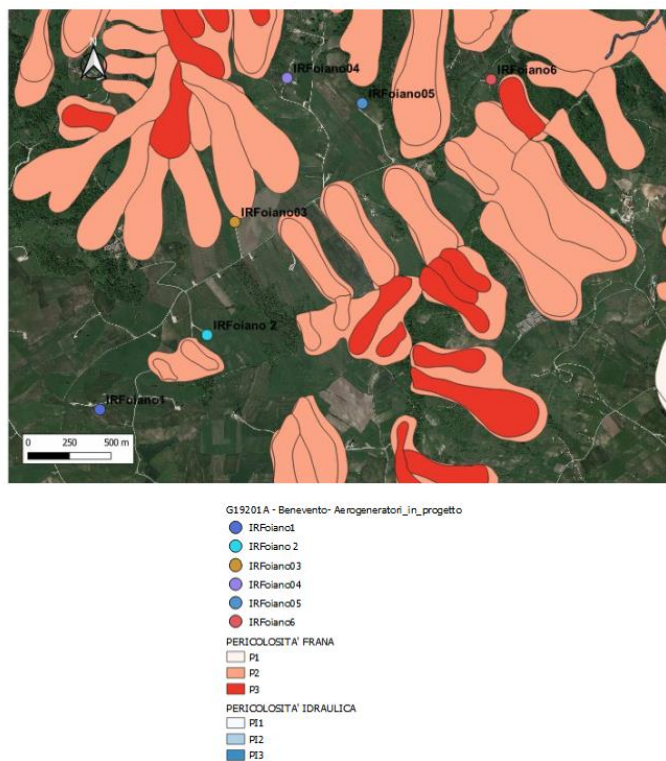 N
IRFoiano04
IRFoiano6
IRFoiano05
IRFoiano03
IRFoiano 2
IRFoiano1
0 250 500 m
G19201A - Benevento- Aerogeneratori_in_progetto
IRFoiano1
IRFoiano 2
IRFoiano03
IRFoiano04
IRFoiano05
IRFoiano6
PERICOLOSITA' FRANA
P1
P2
P3
PERICOLOSITA' IDRAULICA
PI1
PI2
PI3